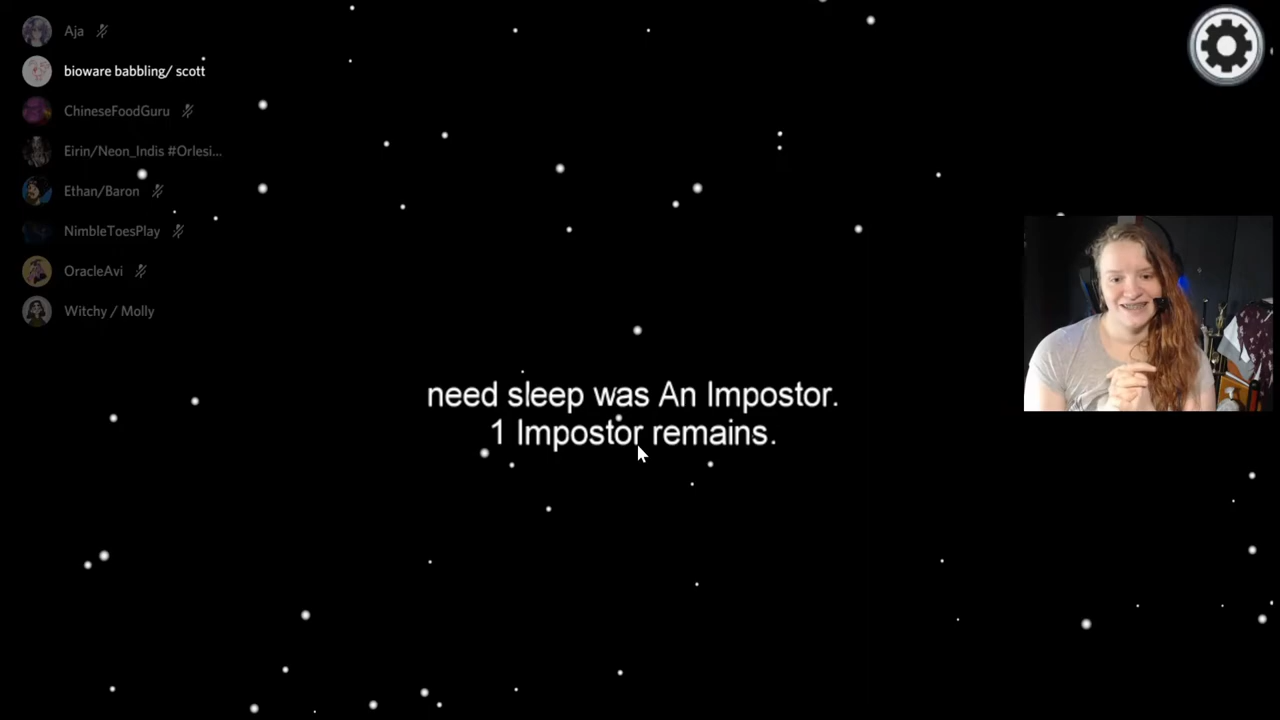 Aja
bioware babbling/ scott
ChineseFoodGuru
Eirin/Neon_Indis #Orlesi...
Ethan/Baron
NimbleToesPlay
OracleAvi
Witchy / Molly
need sleep was An Impostor.
1 Impostor remains.